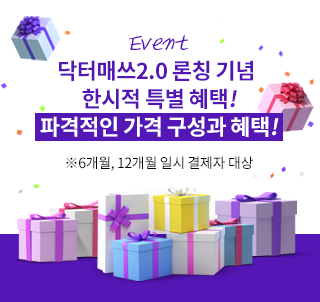 Event
닥터매쓰2.0 론칭 기념
한시적 특별 혜택!
파격적인 가격 구성과 혜택!
※6개월, 12개월 일시 결제자 대상